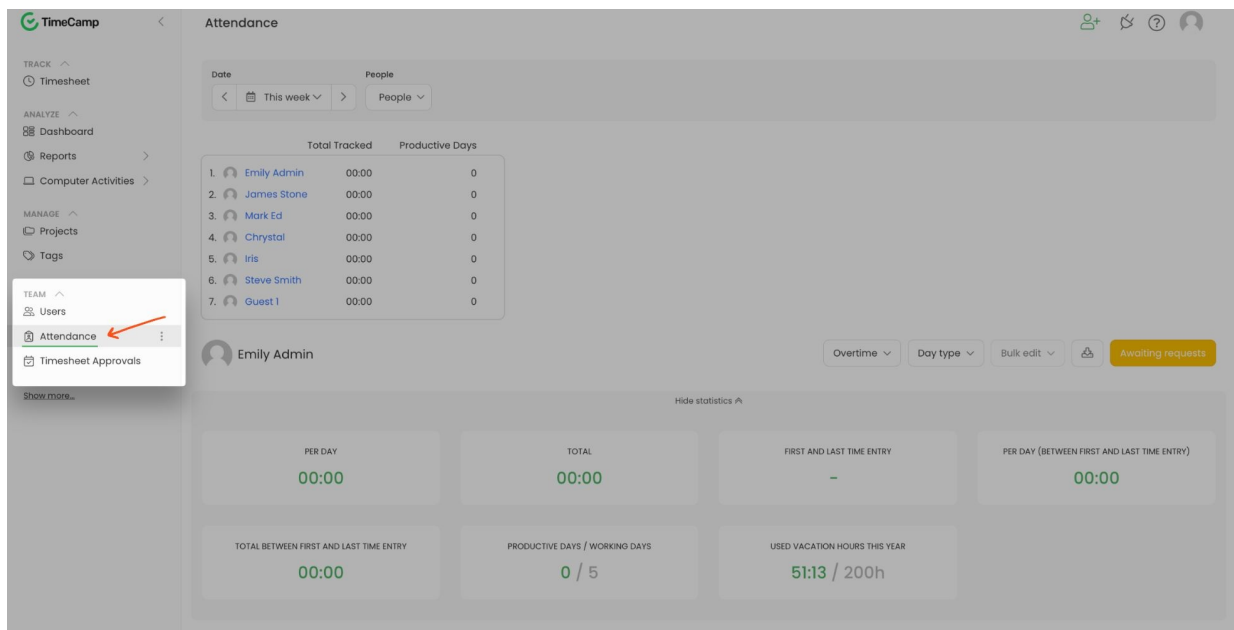 TimeCamp
Attendance
TRACK
Timesheet
ANALYZE
Dashboard
Reports
Computer Activities
MANAGE
Projects
Tags
TEAM
Users
Attendance
Timesheet Approvals
Show more...
Date People
This week People
Total Tracked Productive Days
1. Emily Admin 00:00 0
2. James Stone 00:00 0
3. Mark Ed 00:00 0
4. Chrystal 00:00 0
5. Iris 00:00 0
6. Steve Smith 00:00 0
7. Guest 1 00:00 0
Emily Admin Overtime Day type Bulk edit Awaiting requests
Hide statistics
PER DAY
00:00
TOTAL
00:00
FIRST AND LAST TIME ENTRY
-
PER DAY (BETWEEN FIRST AND LAST TIME ENTRY)
00:00
TOTAL BETWEEN FIRST AND LAST TIME ENTRY
00:00
PRODUCTIVE DAYS / WORKING DAYS
0 / 5
USED VACATION HOURS THIS YEAR
51:13 / 200h